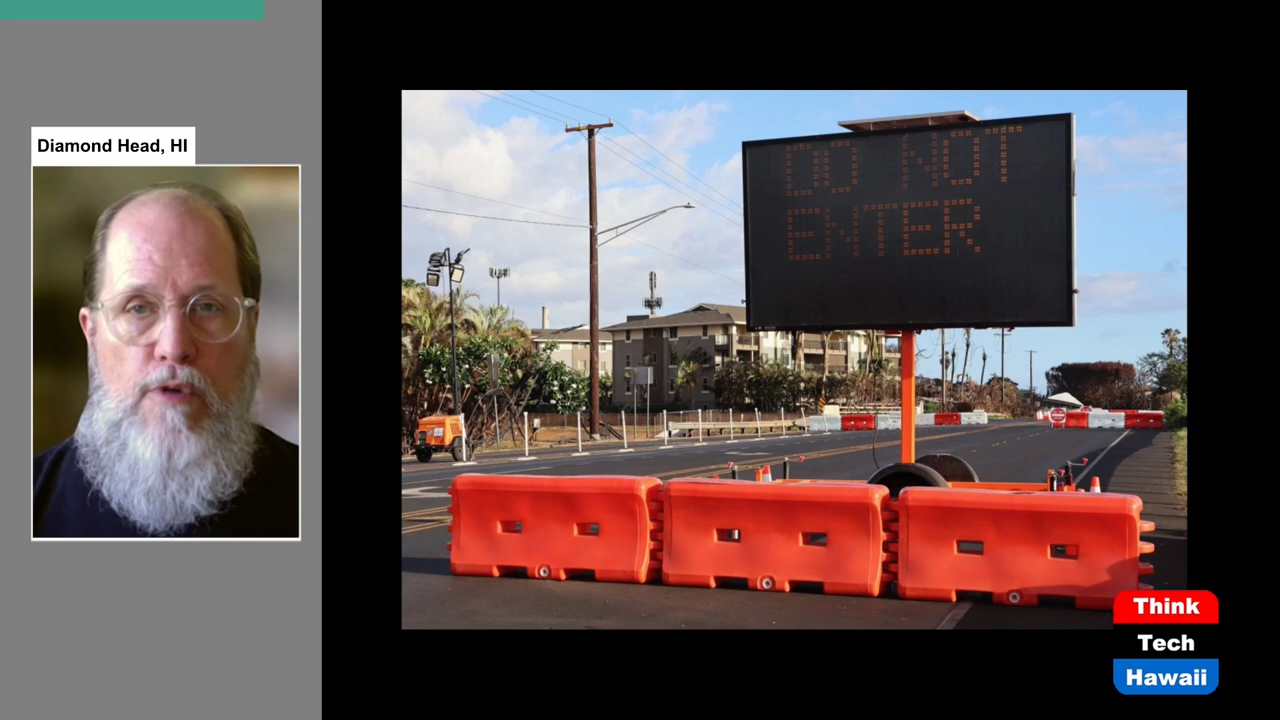 Diamond Head, HI
DO NOT
ENTER
Think
Tech
Hawaii